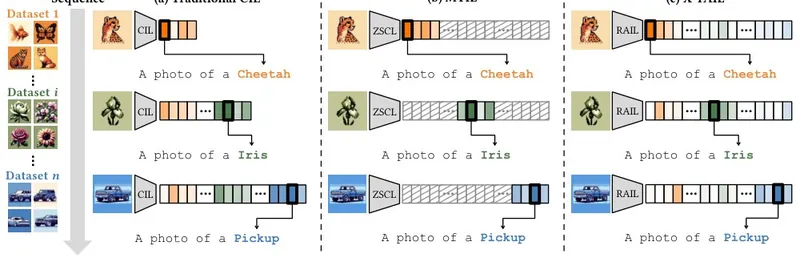 Sequence
(a) Traditional CIL
(b) MTIL
(c) X-TAIL
Dataset 1
CIL
A photo of a Cheetah
ZSCL
A photo of a Cheetah
RAIL
A photo of a Cheetah
Dataset i
CIL
A photo of a Iris
ZSCL
A photo of a Iris
RAIL
A photo of a Iris
Dataset n
CIL
A photo of a Pickup
ZSCL
A photo of a Pickup
RAIL
A photo of a Pickup